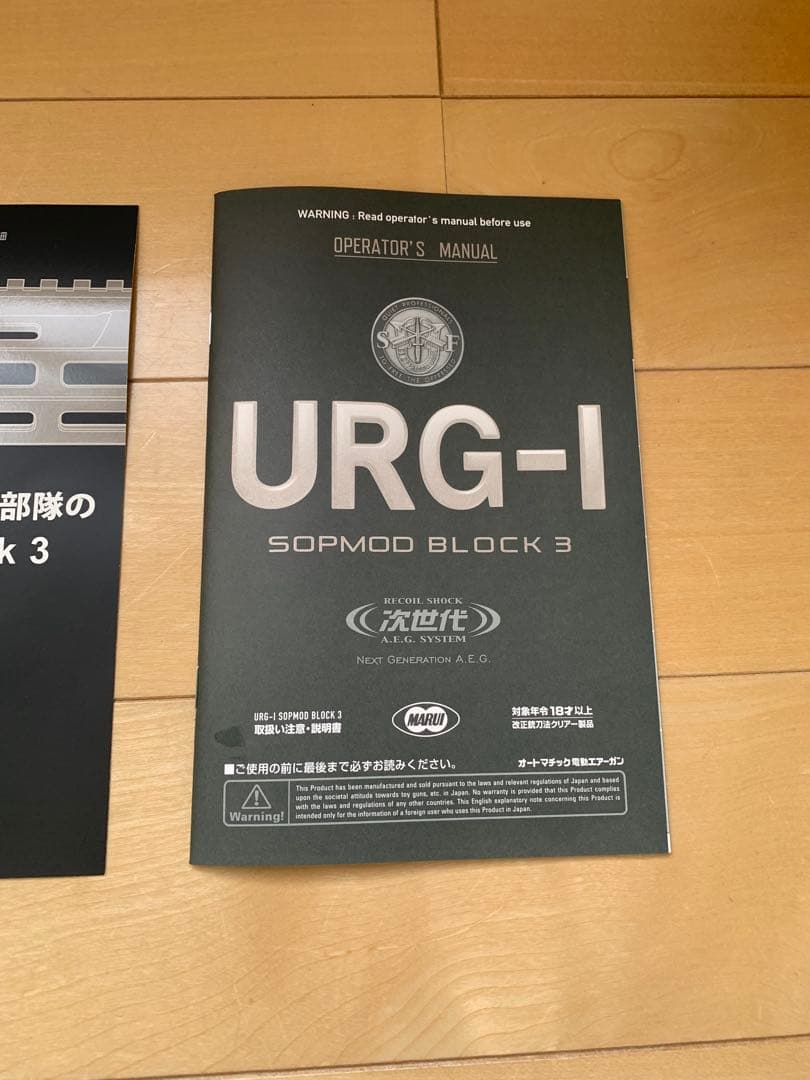 部隊の
k 3
WARNING : Read operator's manual before use
OPERATOR'S MANUAL
QUIET PROFESSIONALS
S F
TO FREE THE OPPRESSED
URG-I
SOPMOD BLOCK 3
RECOIL SHOCK
次世代
A.E.G. SYSTEM
NEXT GENERATION A.E.G.
URG-I SOPMOD BLOCK 3
取扱い注意・説明書
MARUI
対象年令18才以上
改正銃刀法クリアー製品
■ご使用の前に最後まで必ずお読みください。
オートマチック電動エアーガン
Warning!
This Product has been manufactured and sold pursuant to the laws and relevant regulations of Japan and based
upon the societal attitude towards toy guns, etc. in Japan. No warranty is provided that this Product complies
with the laws and regulations of any other countries. This English explanatory note concerning this Product is
intended only for the information of a foreign user who uses this Product in Japan.